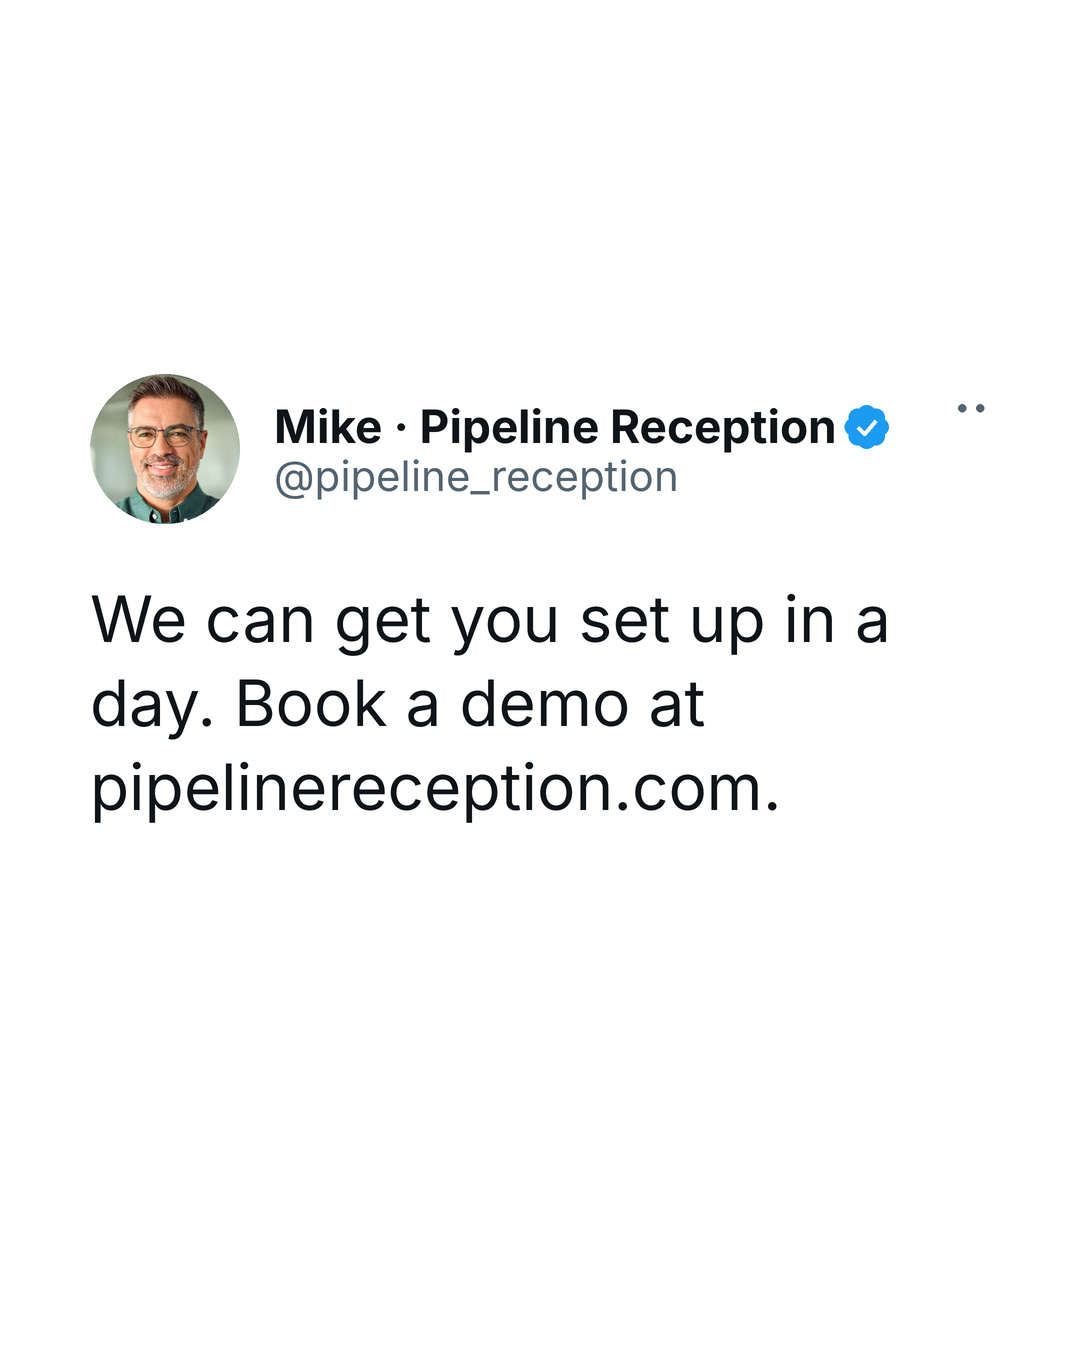 Mike · Pipeline Reception
@pipeline_reception
We can get you set up in a
day. Book a demo at
pipelinereception.com.